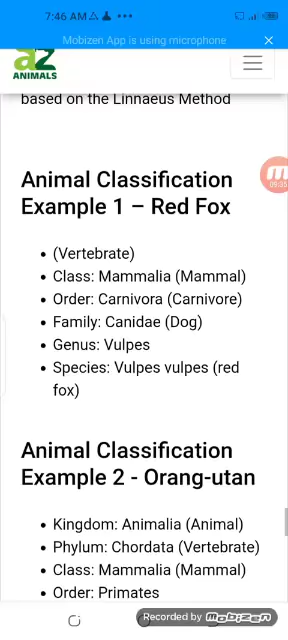 7:46 AM
Mobizen App is using microphone
×
aZ
ANIMALS
based on the Linnaeus Method
Animal Classification
Example 1 – Red Fox
• (Vertebrate)
• Class: Mammalia (Mammal)
• Order: Carnivora (Carnivore)
• Family: Canidae (Dog)
• Genus: Vulpes
• Species: Vulpes vulpes (red
fox)
Animal Classification
Example 2 - Orang-utan
• Kingdom: Animalia (Animal)
• Phylum: Chordata (Vertebrate)
• Class: Mammalia (Mammal)
• Order: Primates
Recorded by Mobizen